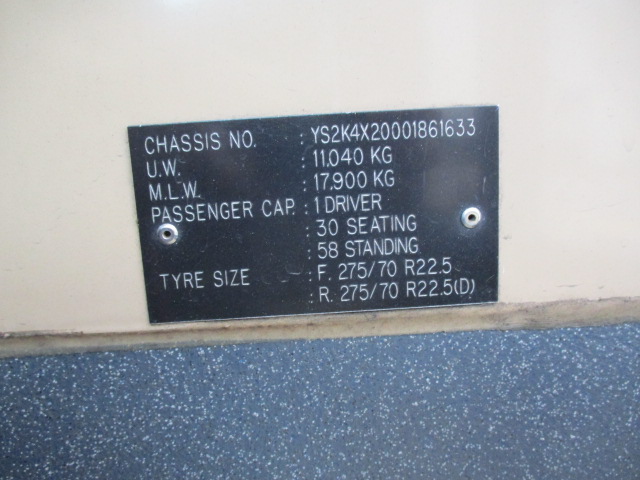 CHASSIS NO. : YS2K4X20001861633
U.W. : 11,040 KG
M.L.W. : 17,900 KG
PASSENGER CAP. : 1 DRIVER
: 30 SEATING
: 58 STANDING
TYRE SIZE : F. 275/70 R22.5
: R. 275/70 R22.5(D)